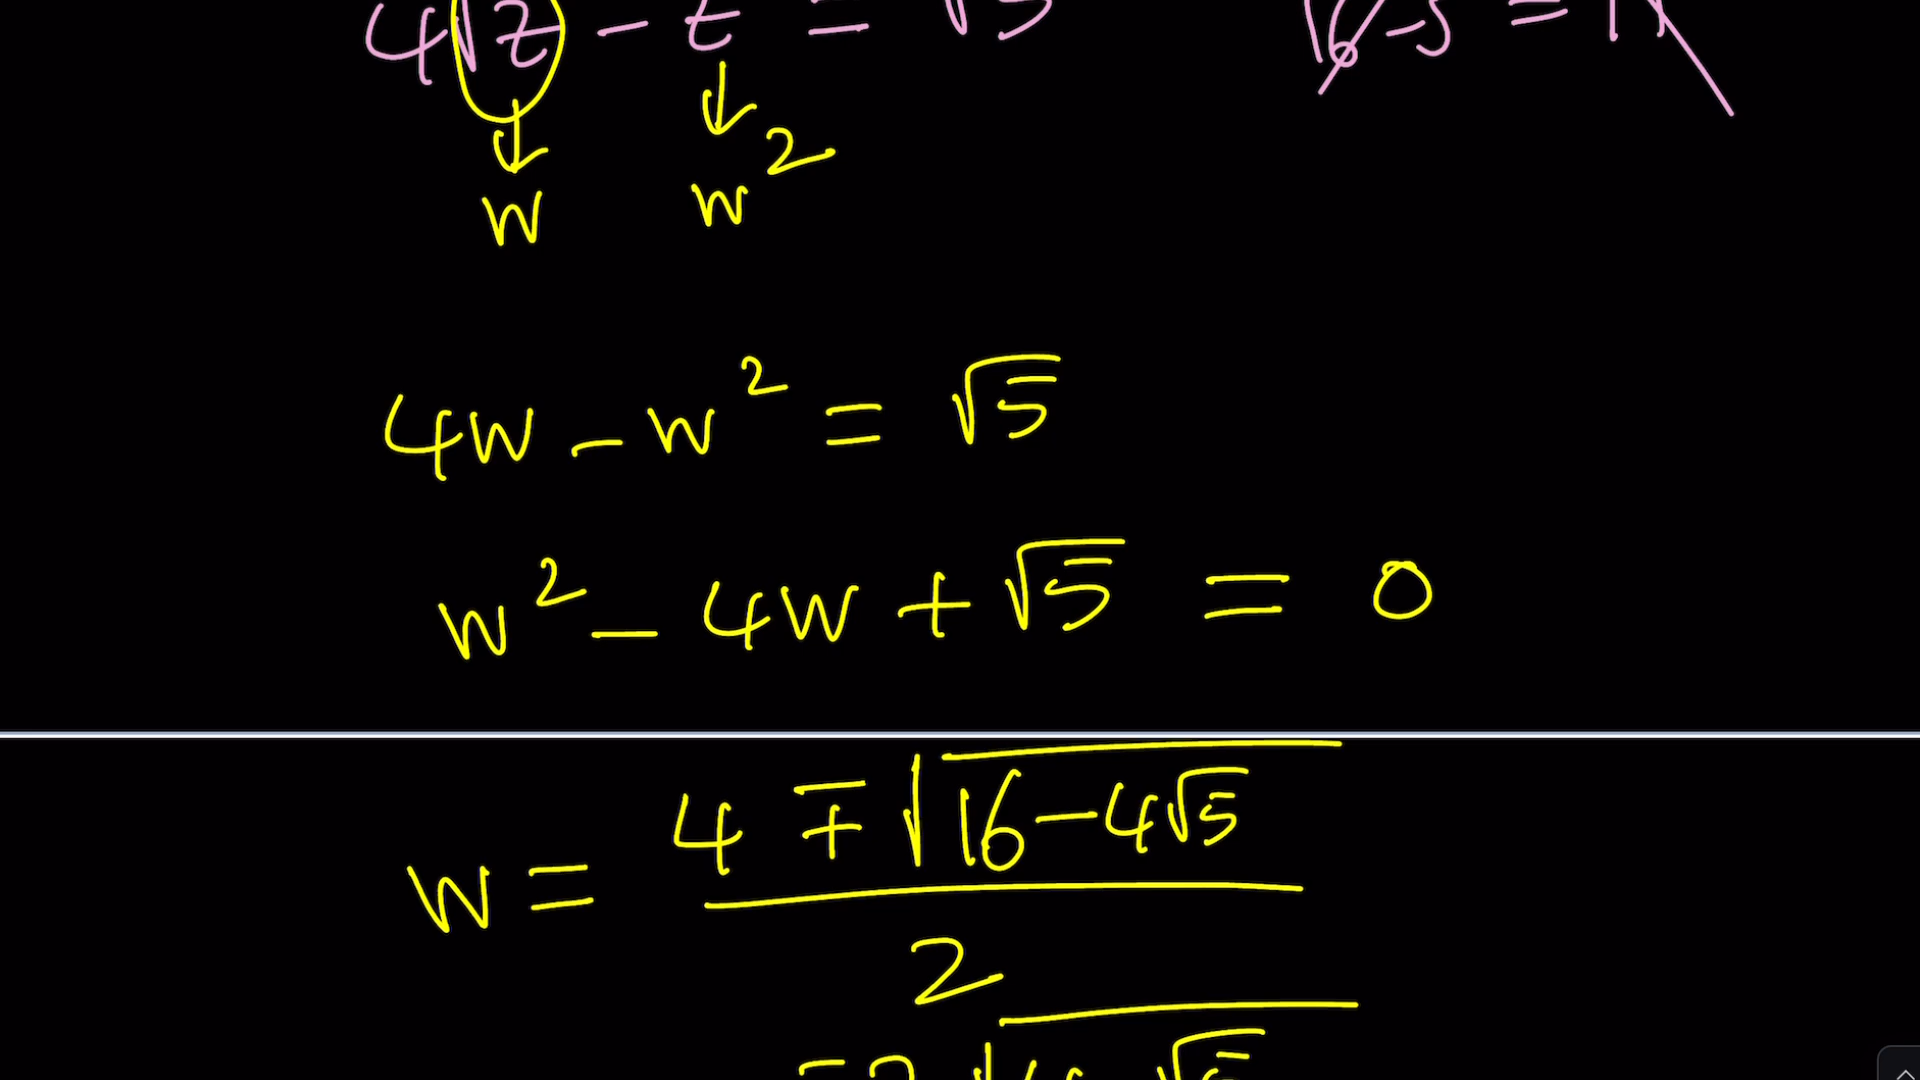 4√z - z = √5 16-5 = 11
w w²
4w - w² = √5
w² - 4w + √5 = 0
w = (4 ∓ √(16-4√5))/2